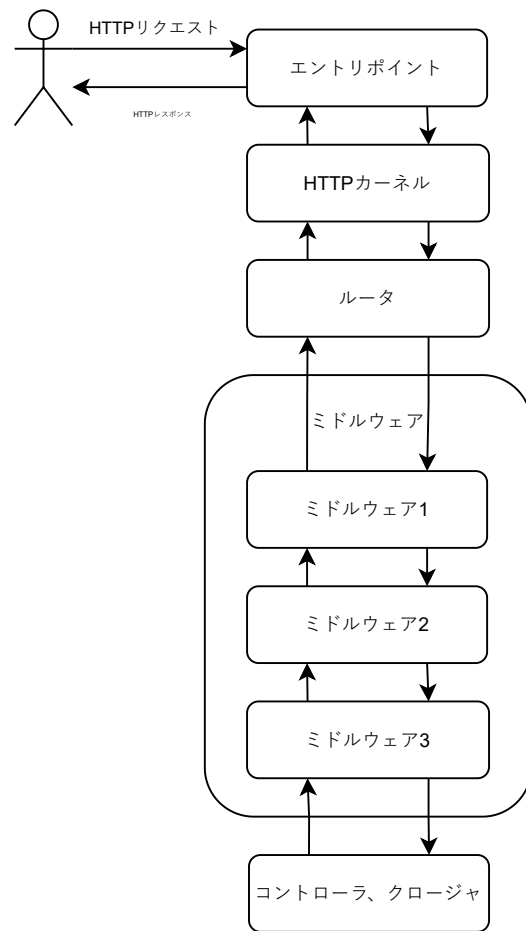 HTTPリクエスト
エントリポイント
HTTPレスポンス
HTTPカーネル
ルータ
ミドルウェア
ミドルウェア1
ミドルウェア2
ミドルウェア3
コントローラ、クロージャ